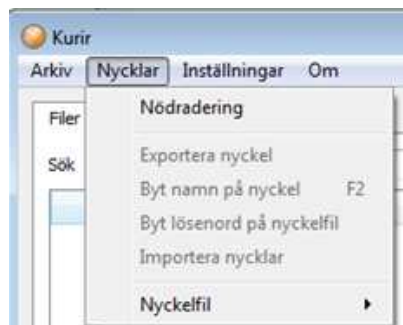 Kurir
Arkiv Nycklar Inställningar Om
Filer
Sök
Nödradering
Exportera nyckel
Byt namn på nyckel F2
Byt lösenord på nyckelfil
Importera nycklar
Nyckelfil